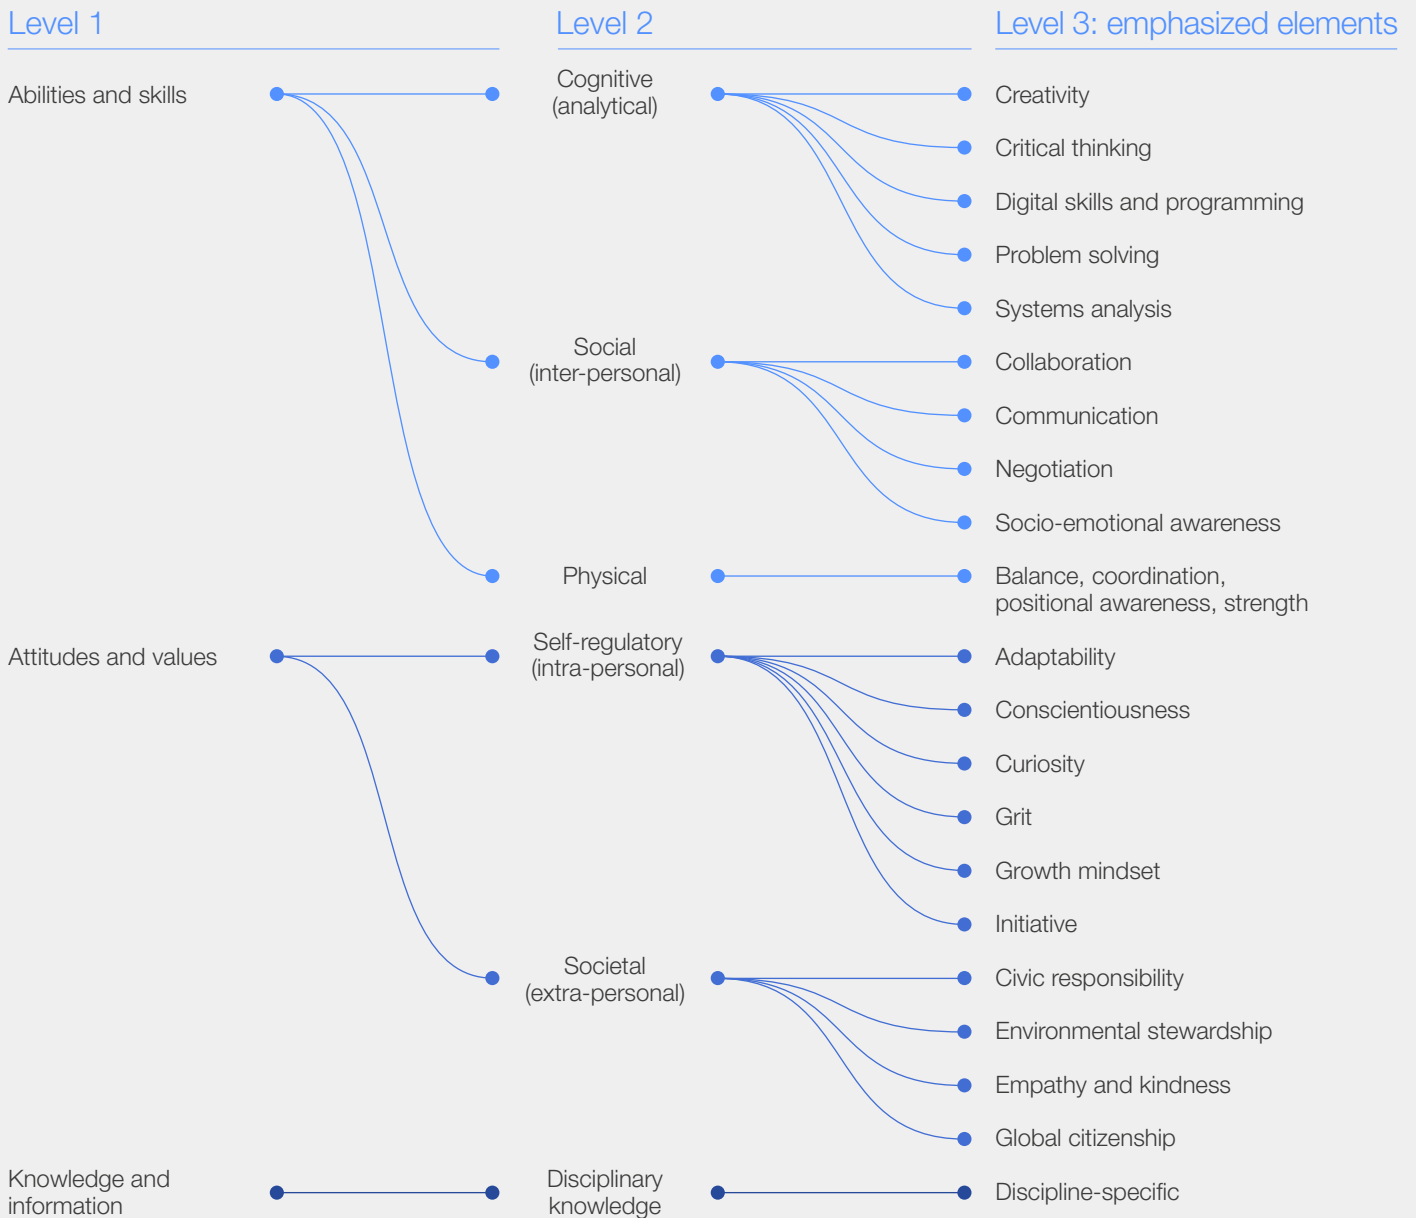 Level 1
Level 2
Level 3: emphasized elements
Abilities and skills
Cognitive
(analytical)
Creativity
Critical thinking
Digital skills and programming
Problem solving
Systems analysis
Social
(inter-personal)
Collaboration
Communication
Negotiation
Socio-emotional awareness
Physical
Balance, coordination,
positional awareness, strength
Attitudes and values
Self-regulatory
(intra-personal)
Adaptability
Conscientiousness
Curiosity
Grit
Growth mindset
Initiative
Societal
(extra-personal)
Civic responsibility
Environmental stewardship
Empathy and kindness
Global citizenship
Knowledge and
information
Disciplinary
knowledge
Discipline-specific